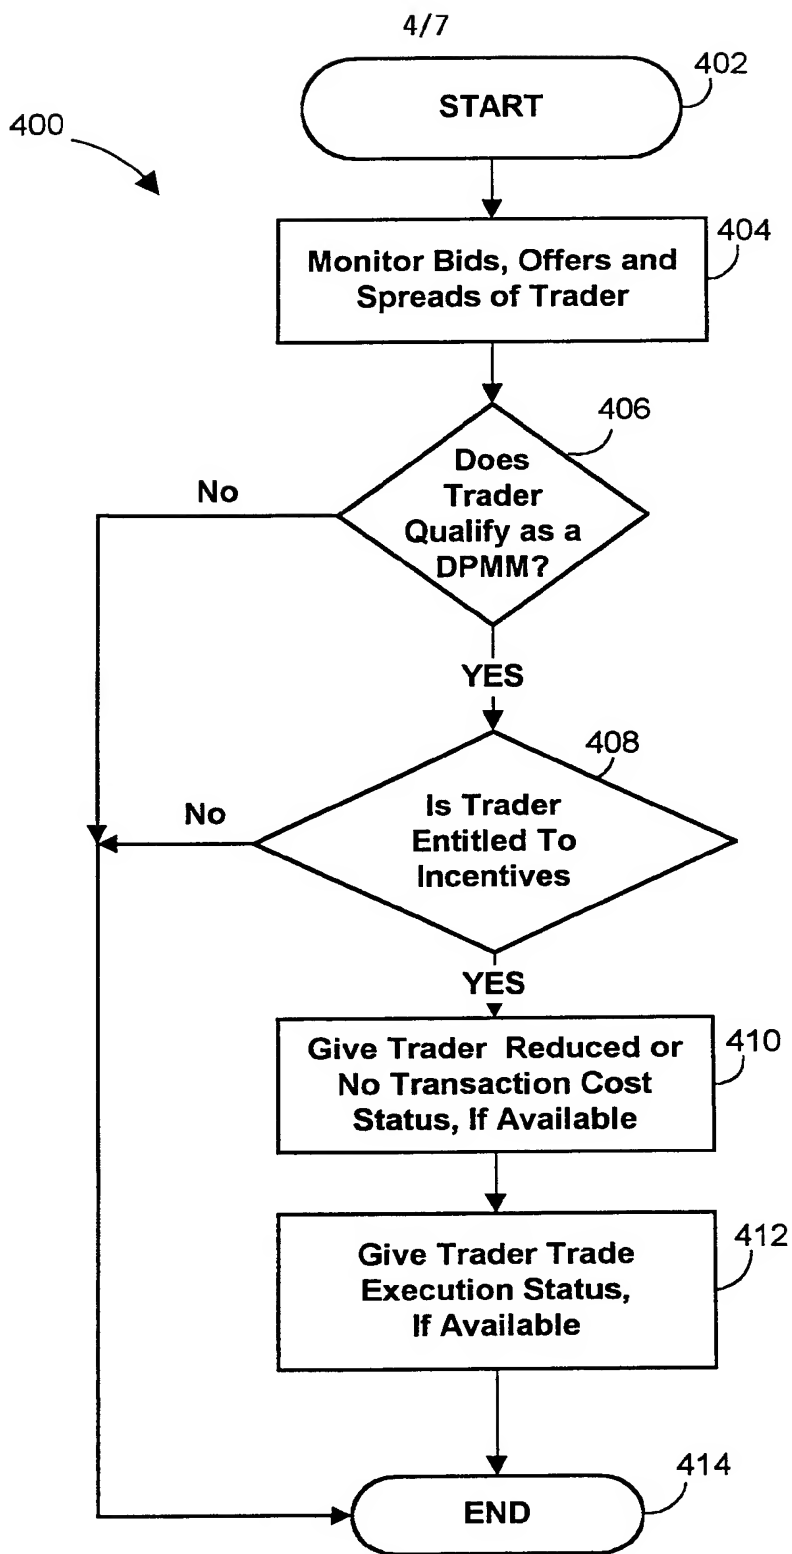 4/7
402
START
400
404
Monitor Bids, Offers and
Spreads of Trader
406
Does
Trader
Qualify as a
DPMM?
No
YES
408
Is Trader
Entitled To
Incentives
No
YES
410
Give Trader Reduced or
No Transaction Cost
Status, If Available
412
Give Trader Trade
Execution Status,
If Available
414
END